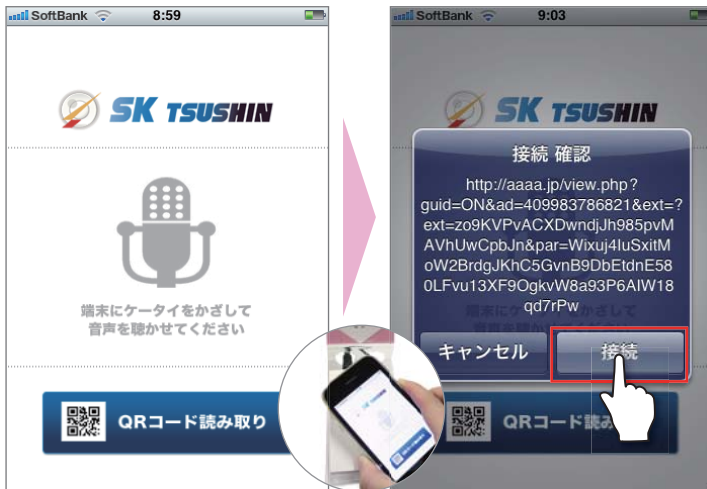 SoftBank 8:59
SK TSUSHIN
端末にケータイをかざして
音声を聴かせてください
QRコード読み取り
SoftBank 9:03
SK TSUSHIN
接続 確認
http://aaaa.jp/view.php?
guid=ON&ad=409983786821&ext=?
ext=zo9KVPvACXDwndjJh985pvM
AVhUwCpbJn&par=Wixuj4IuSxitM
oW2BrdgJKhC5GvnB9DbEtdnE58
0LFvu13XF9OgkvW8a93P6AIW18
qd7rPw
キャンセル 接続
QRコード読み